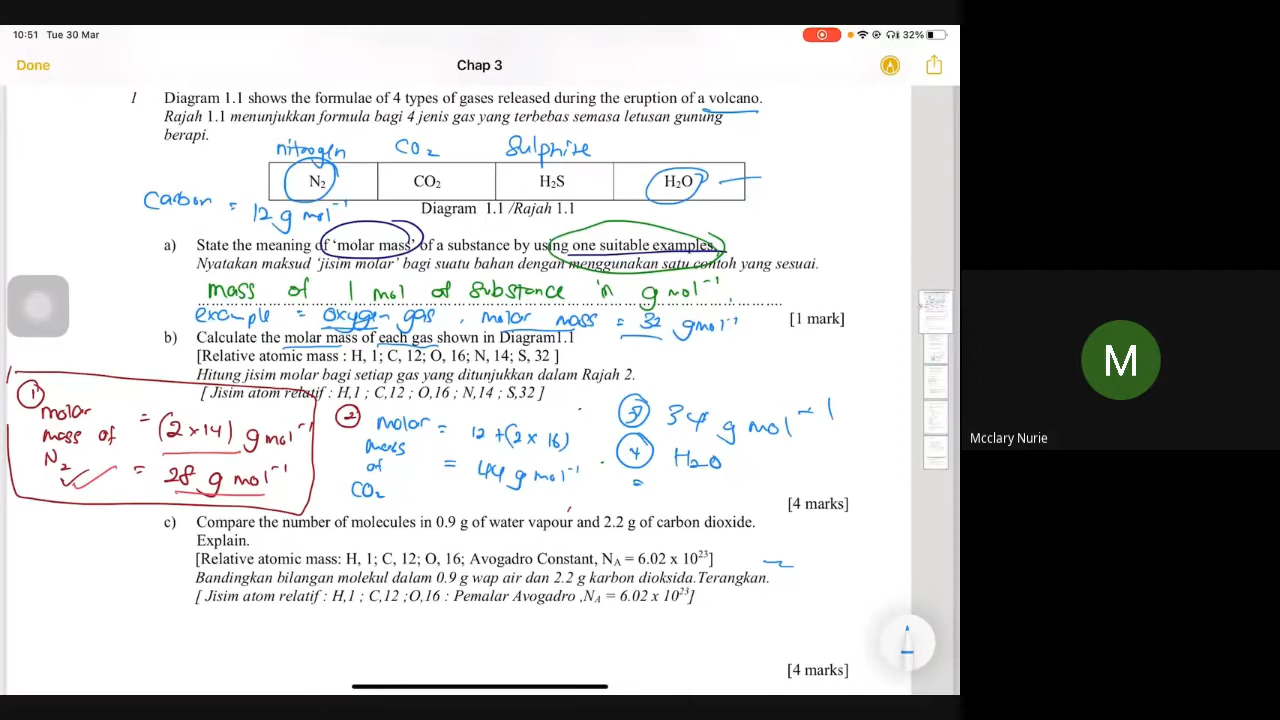 10:51 Tue 30 Mar
32%
Done
Chap 3
1 Diagram 1.1 shows the formulae of 4 types of gases released during the eruption of a volcano.
Rajah 1.1 menunjukkan formula bagi 4 jenis gas yang terbebas semasa letusan gunung
berapi.
nitrogen CO2 Sulphise
N2 CO2 H2S H2O
Carbon = 12 g mol⁻¹
Diagram 1.1 /Rajah 1.1
a) State the meaning of 'molar mass' of a substance by using one suitable examples.
Nyatakan maksud 'jisim molar' bagi suatu bahan dengan menggunakan satu contoh yang sesuai.
mass of 1 mol of substance in g mol⁻¹,
example = oxygen gas, molar mass = 32 gmol⁻¹
[1 mark]
b) Calculate the molar mass of each gas shown in Diagram1.1
[Relative atomic mass : H, 1; C, 12; O, 16; N, 14; S, 32 ]
Hitung jisim molar bagi setiap gas yang ditunjukkan dalam Rajah 2.
[ Jisim atom relatif : H,1 ; C,12 ; O,16 ; N,14 ; S,32 ]
1 molar mass of N2 = (2 x 14) g mol⁻¹
= 28 g mol⁻¹
2 molar mass of CO2 = 12 + (2 x 16)
= 44 g mol⁻¹
3 34 g mol⁻¹
4 H2O
=
[4 marks]
c) Compare the number of molecules in 0.9 g of water vapour and 2.2 g of carbon dioxide.
Explain.
[Relative atomic mass: H, 1; C, 12; O, 16; Avogadro Constant, NA = 6.02 x 10²³]
Bandingkan bilangan molekul dalam 0.9 g wap air dan 2.2 g karbon dioksida.Terangkan.
[ Jisim atom relatif : H,1 ; C,12 ;O,16 : Pemalar Avogadro ,NA = 6.02 x 10²³]
[4 marks]
M
Mcclary Nurie